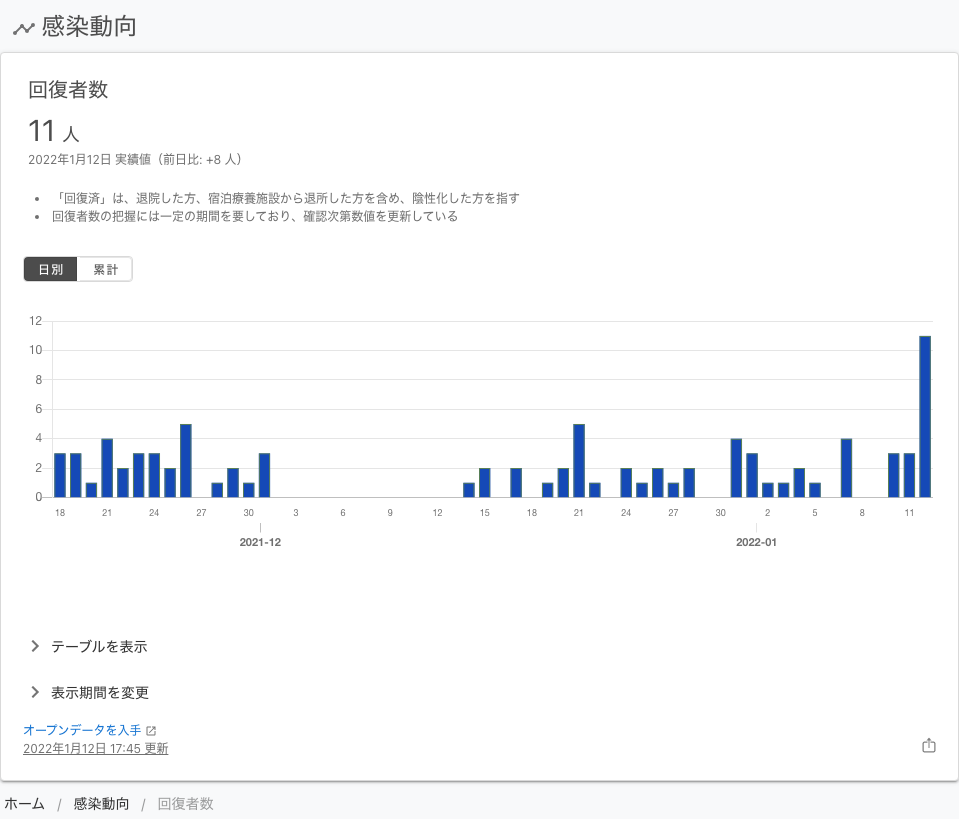 感染動向
回復者数
11 人
2022年1月12日 実績値（前日比: +8 人）
「回復済」は、退院した方、宿泊療養施設から退所した方を含め、陰性化した方を指す
回復者数の把握には一定の期間を要しており、確認次第数値を更新している
日別 累計
12
10
8
6
4
2
0
18 21 24 27 30 3 6 9 12 15 18 21 24 27 30 2 5 8 11
2021-12 2022-01
テーブルを表示
表示期間を変更
オープンデータを入手
2022年1月12日 17:45 更新
ホーム / 感染動向 / 回復者数